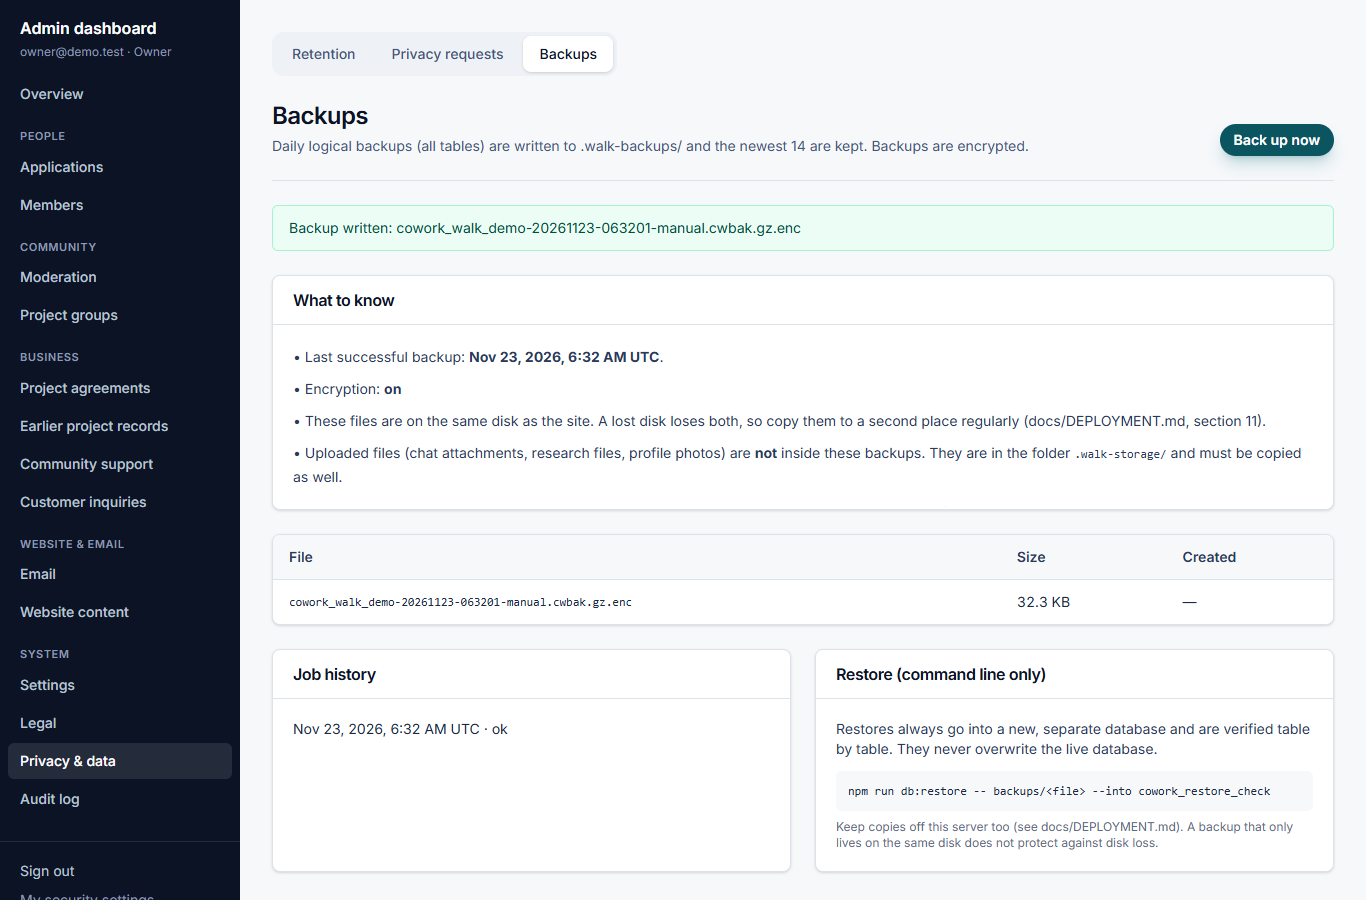 Admin dashboard
owner@demo.test · Owner
Overview
PEOPLE
Applications
Members
COMMUNITY
Moderation
Project groups
BUSINESS
Project agreements
Earlier project records
Community support
Customer inquiries
WEBSITE & EMAIL
Email
Website content
SYSTEM
Settings
Legal
Privacy & data
Audit log
Sign out
My security settings
Retention
Privacy requests
Backups
Backups
Daily logical backups (all tables) are written to .walk-backups/ and the newest 14 are kept. Backups are encrypted.
Back up now
Backup written: cowork_walk_demo-20261123-063201-manual.cwbak.gz.enc
What to know
• Last successful backup: Nov 23, 2026, 6:32 AM UTC.
• Encryption: on
• These files are on the same disk as the site. A lost disk loses both, so copy them to a second place regularly (docs/DEPLOYMENT.md, section 11).
• Uploaded files (chat attachments, research files, profile photos) are not inside these backups. They are in the folder .walk-storage/ and must be copied
as well.
File Size Created
cowork_walk_demo-20261123-063201-manual.cwbak.gz.enc 32.3 KB —
Job history
Nov 23, 2026, 6:32 AM UTC · ok
Restore (command line only)
Restores always go into a new, separate database and are verified table
by table. They never overwrite the live database.
npm run db:restore -- backups/<file> --into cowork_restore_check
Keep copies off this server too (see docs/DEPLOYMENT.md). A backup that only
lives on the same disk does not protect against disk loss.